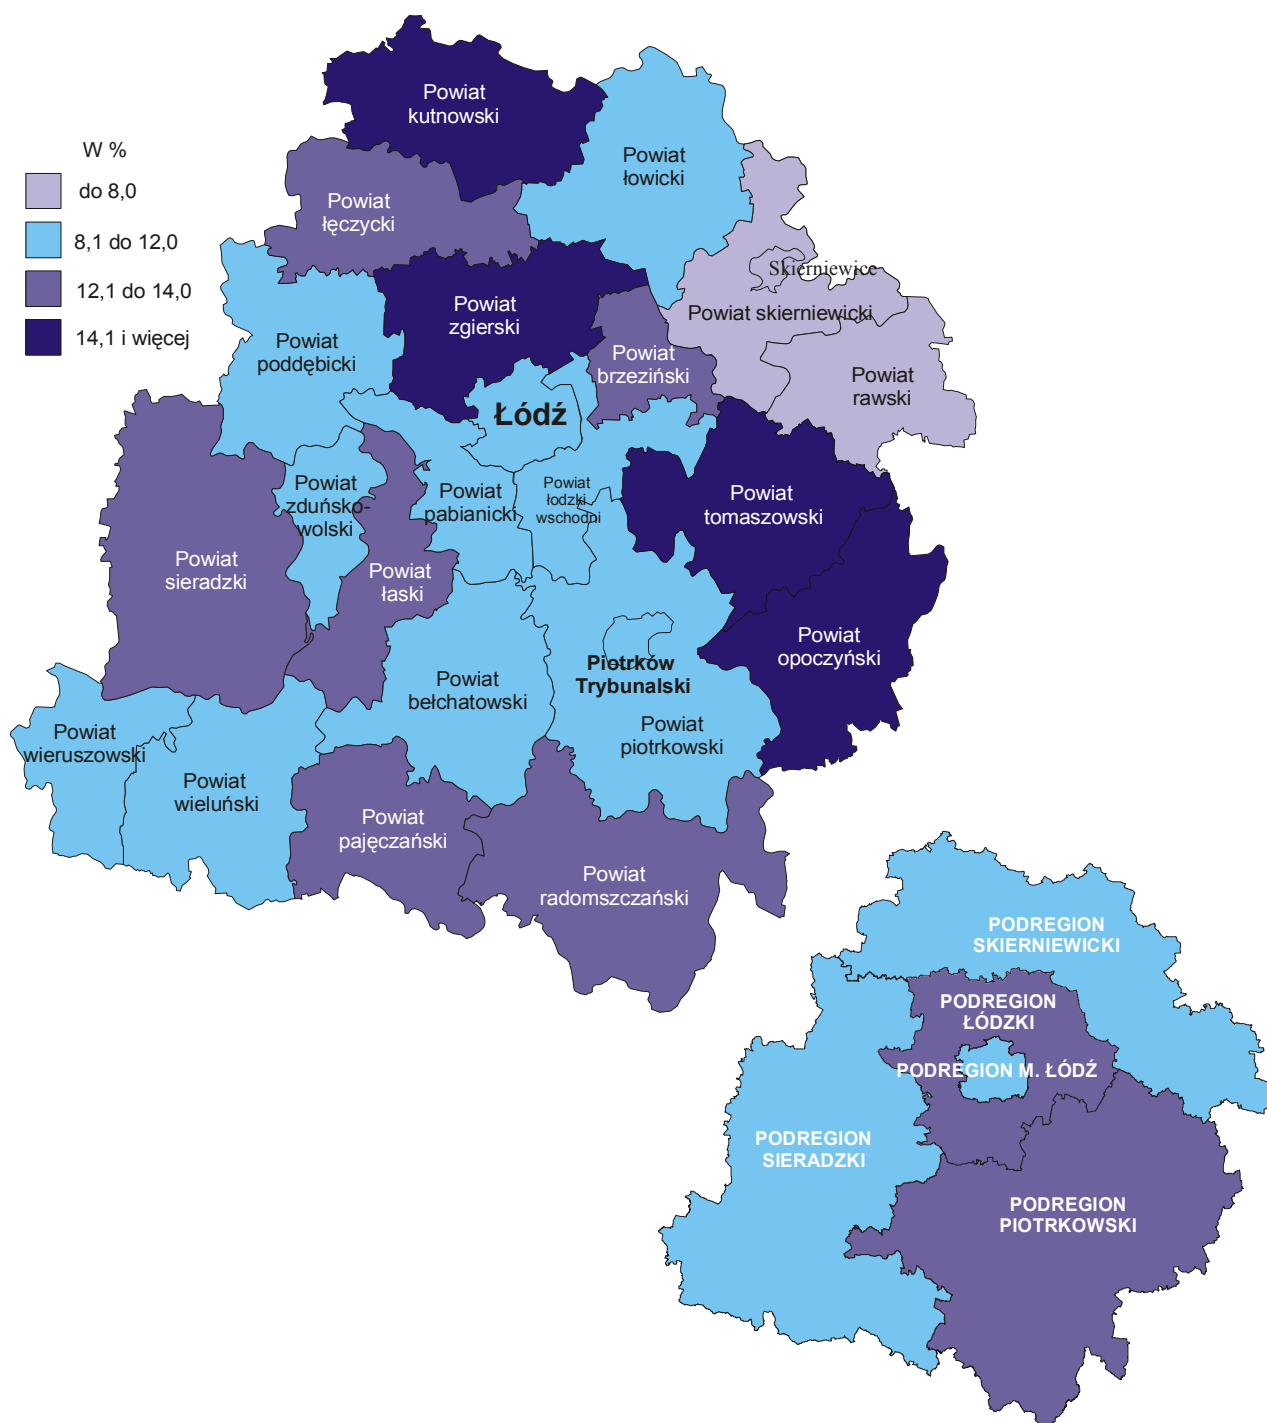 W %
do 8,0
8,1 do 12,0
12,1 do 14,0
14,1 i więcej
Powiat
kutnowski
Powiat
łowicki
Powiat
łęczycki
Skierniewice
Powiat skierniewicki
Powiat
zgierski
Powiat
poddębicki
Powiat
brzeziński
Powiat
rawski
Łódź
Powiat
zduńsko-
wolski
Powiat
pabianicki
Powiat
łodzki
wschodni
Powiat
tomaszowski
Powiat
sieradzki
Powiat
łaski
Powiat
opoczyński
Piotrków
Trybunalski
Powiat
bełchatowski
Powiat
piotrkowski
Powiat
wieruszowski
Powiat
wieluński
Powiat
pajęczański
Powiat
radomszczański
PODREGION
SKIERNIEWICKI
PODREGION
ŁÓDZKI
PODREGION M. ŁÓDŹ
PODREGION
SIERADZKI
PODREGION
PIOTRKOWSKI